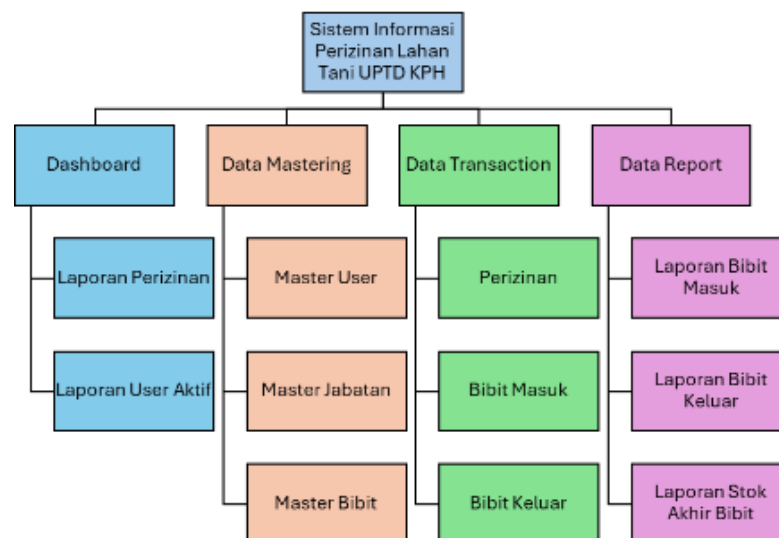 Sistem Informasi
Perizinan Lahan
Tani UPTD KPH
Dashboard
Data Mastering
Data Transaction
Data Report
Laporan Perizinan
Master User
Perizinan
Laporan Bibit
Masuk
Laporan User Aktif
Master Jabatan
Bibit Masuk
Laporan Bibit
Keluar
Master Bibit
Bibit Keluar
Laporan Stok
Akhir Bibit